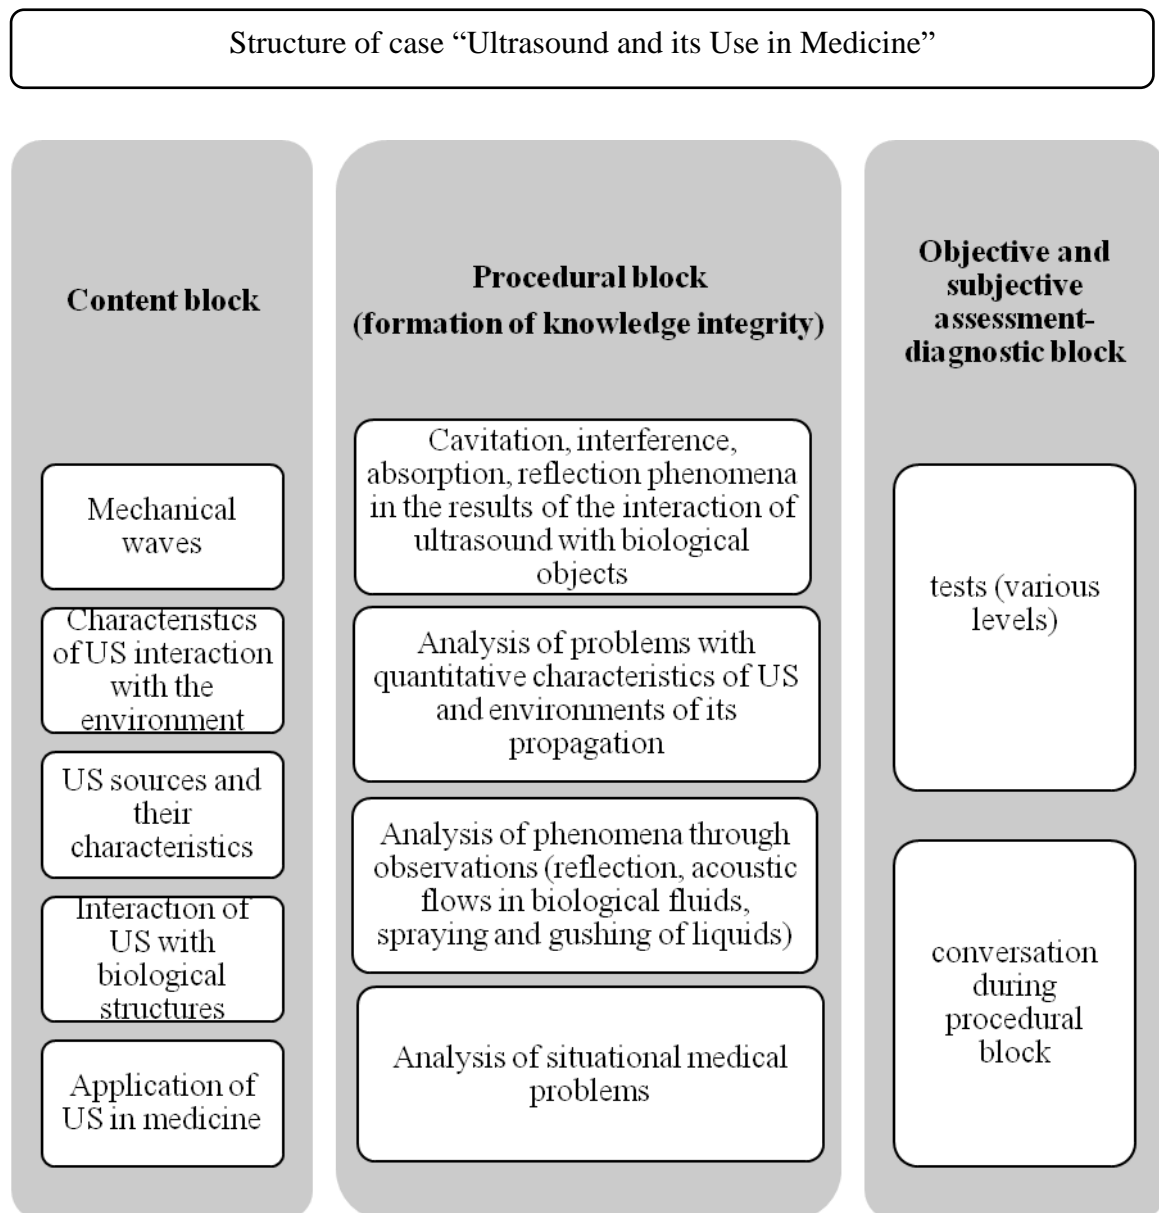 Structure of case “Ultrasound and its Use in Medicine”
Content block
Mechanical
waves
Characteristics
of US interaction
with the
environment
US sources and
their
characteristics
Interaction of
US with
biological
structures
Application of
US in medicine
Procedural block
(formation of knowledge integrity)
Cavitation, interference,
absorption, reflection phenomena
in the results of the interaction of
ultrasound with biological
objects
Analysis of problems with
quantitative characteristics of US
and environments of its
propagation
Analysis of phenomena through
observations (reflection, acoustic
flows in biological fluids,
spraying and gushing of liquids)
Analysis of situational medical
problems
Objective and
subjective
assessment-
diagnostic block
tests (various
levels)
conversation
during
procedural
block